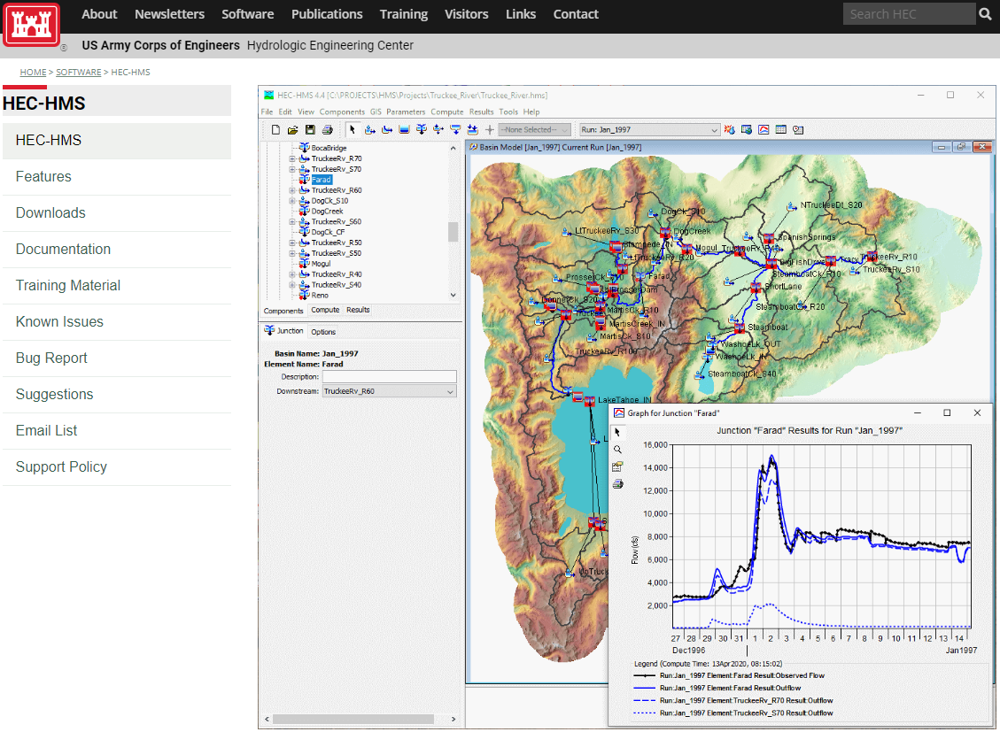 About Newsletters Software Publications Training Visitors Links Contact
Search HEC
US Army Corps of Engineers Hydrologic Engineering Center
®
HOME > SOFTWARE > HEC-HMS
HEC-HMS
HEC-HMS
Features
Downloads
Documentation
Training Material
Known Issues
Bug Report
Suggestions
Email List
Support Policy
HEC-HMS 4.4 [C:\PROJECTS\HMS\Projects\Truckee_River\Truckee_River.hms]
File Edit View Components GIS Parameters Compute Results Tools Help
--None Selected--
Run: Jan_1997
BocaBridge
TruckeeRv_R70
TruckeeRv_S70
Farad
TruckeeRv_R60
DogCk_S10
DogCreek
TruckeeRv_S60
DogCk_CF
TruckeeRv_R50
TruckeeRv_S50
Mogul
TruckeeRv_R40
TruckeeRv_S40
Reno
Components Compute Results
Junction Options
Basin Name: Jan_1997
Element Name: Farad
Description:
Downstream: TruckeeRv_R60
Basin Model [Jan_1997] Current Run [Jan_1997]
NTruckeeDt_S20
DogCk_S10
LtTruckeeRv_S30
DogCreek
SpanishSprings
Stampede_IN
Mogul
TruckeeRv_R10
Tracy
TruckeeRv_S10
SteamboatCk_R10
Farad
ShortLane
SteamboatCk_R20
MartisCk_R10
MartisCreek_IN
MartisCk_S10
Steamboat
WashoeLk_OUT
WashoeLk_IN
SteamboatCk_S40
LakeTahoe_IN
Graph for Junction "Farad"
Junction "Farad" Results for Run "Jan_1997"
16,000
14,000
12,000
10,000
8,000
6,000
4,000
2,000
Flow (cfs)
27 28 29 30 31 1 2 3 4 5 6 7 8 9 10 11 12 13 14
Dec1996 Jan1997
Legend (Compute Time: 13Apr2020, 08:15:02)
Run:Jan_1997 Element:Farad Result:Observed Flow
Run:Jan_1997 Element:Farad Result:Outflow
Run:Jan_1997 Element:TruckeeRv_R70 Result:Outflow
Run:Jan_1997 Element:TruckeeRv_S70 Result:Outflow